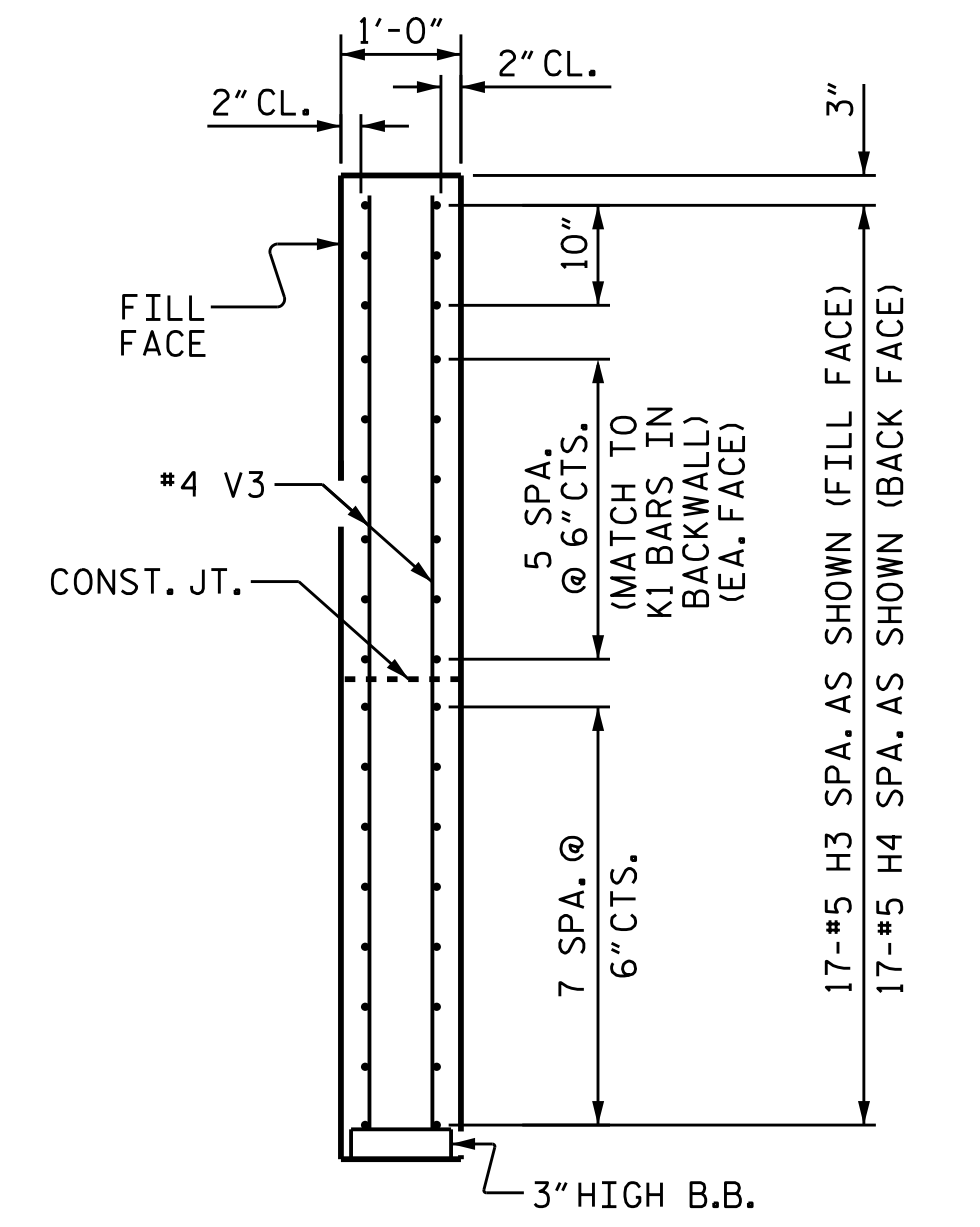 1'-0"
2" CL.
2" CL.
3"
10"
FILL
FACE
5 SPA.
@ 6" CTS.
(MATCH TO
K1 BARS IN
BACKWALL)
(EA. FACE)
#4 V3
CONST. JT.
17-#5 H3 SPA. AS SHOWN (FILL FACE)
17-#5 H4 SPA. AS SHOWN (BACK FACE)
7 SPA. @
6" CTS.
3" HIGH B.B.